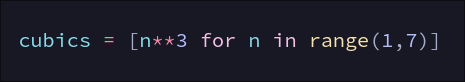 cubics = [n**3 for n in range(1,7)]